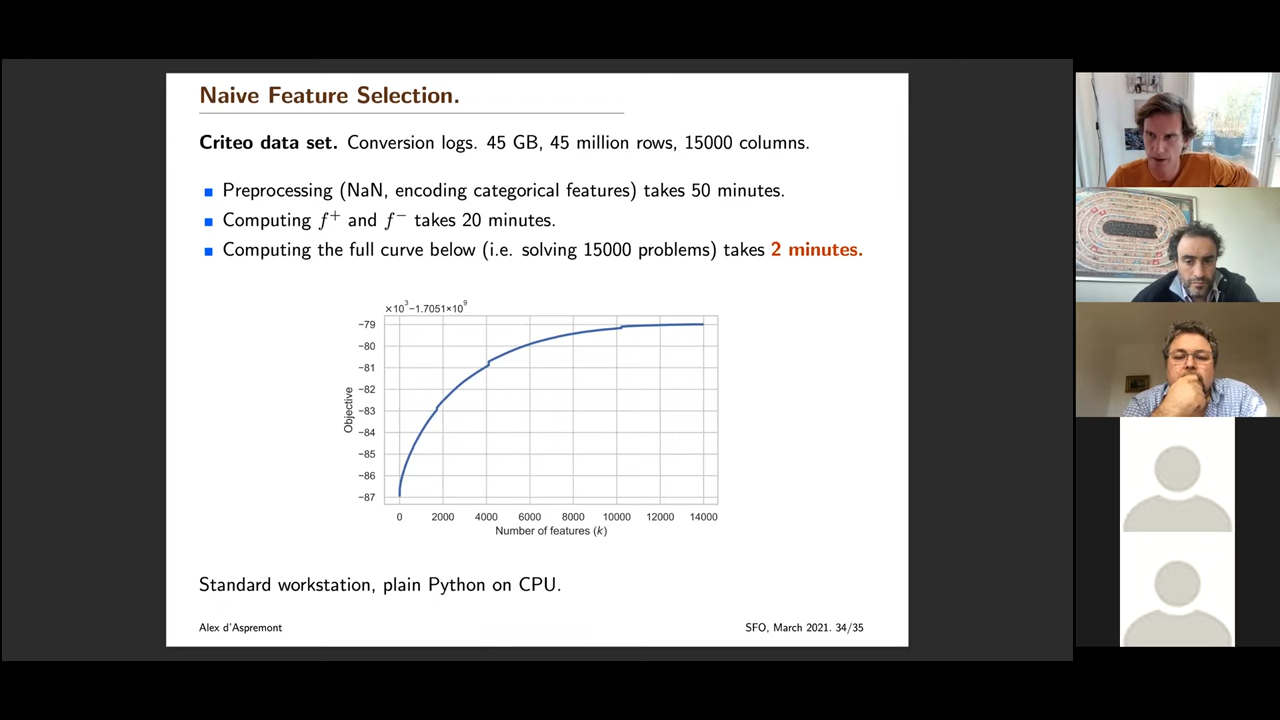 Naive Feature Selection.
Criteo data set. Conversion logs. 45 GB, 45 million rows, 15000 columns.
Preprocessing (NaN, encoding categorical features) takes 50 minutes.
Computing f⁺ and f⁻ takes 20 minutes.
Computing the full curve below (i.e. solving 15000 problems) takes 2 minutes.
×10³−1.7051×10⁹
−79
−80
−81
−82
−83
−84
−85
−86
−87
Objective
0 2000 4000 6000 8000 10000 12000 14000
Number of features (k)
Standard workstation, plain Python on CPU.
Alex d'Aspremont
SFO, March 2021. 34/35